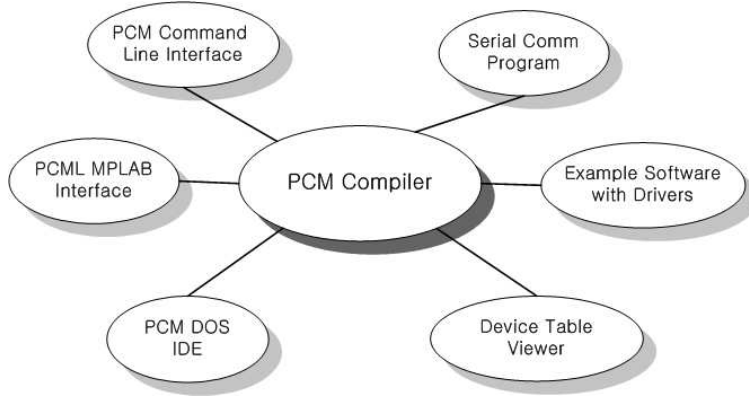 PCM Command
Line Interface
Serial Comm
Program
PCML MPLAB
Interface
PCM Compiler
Example Software
with Drivers
PCM DOS
IDE
Device Table
Viewer